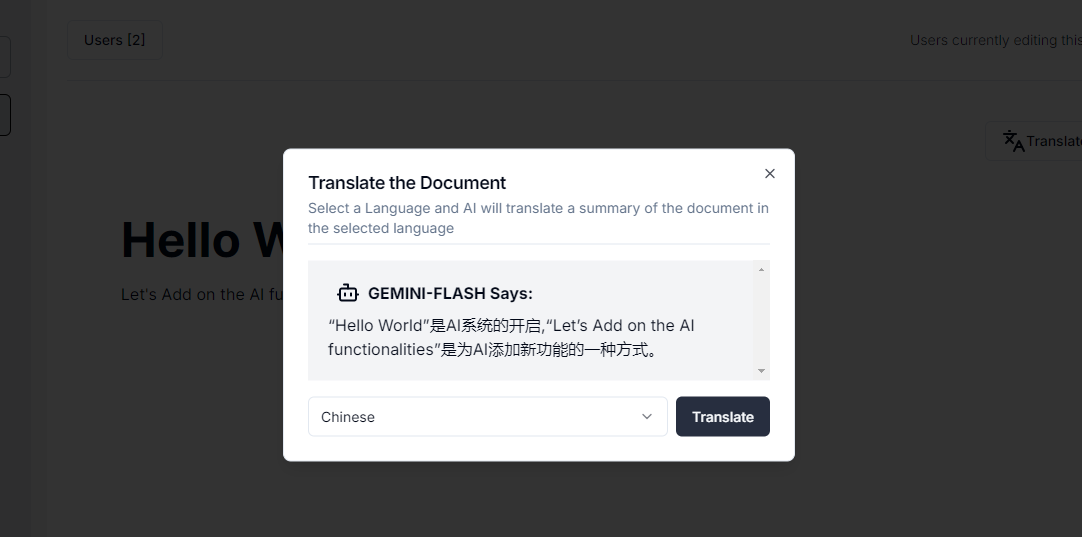 Users [2]
Users currently editing this
Translate
Translate the Document
Select a Language and AI will translate a summary of the document in
the selected language
Hello W
Let's Add on the AI fu
GEMINI-FLASH Says:
“Hello World”是AI系统的开启,“Let’s Add on the AI
functionalities”是为AI添加新功能的一种方式。
Chinese
Translate